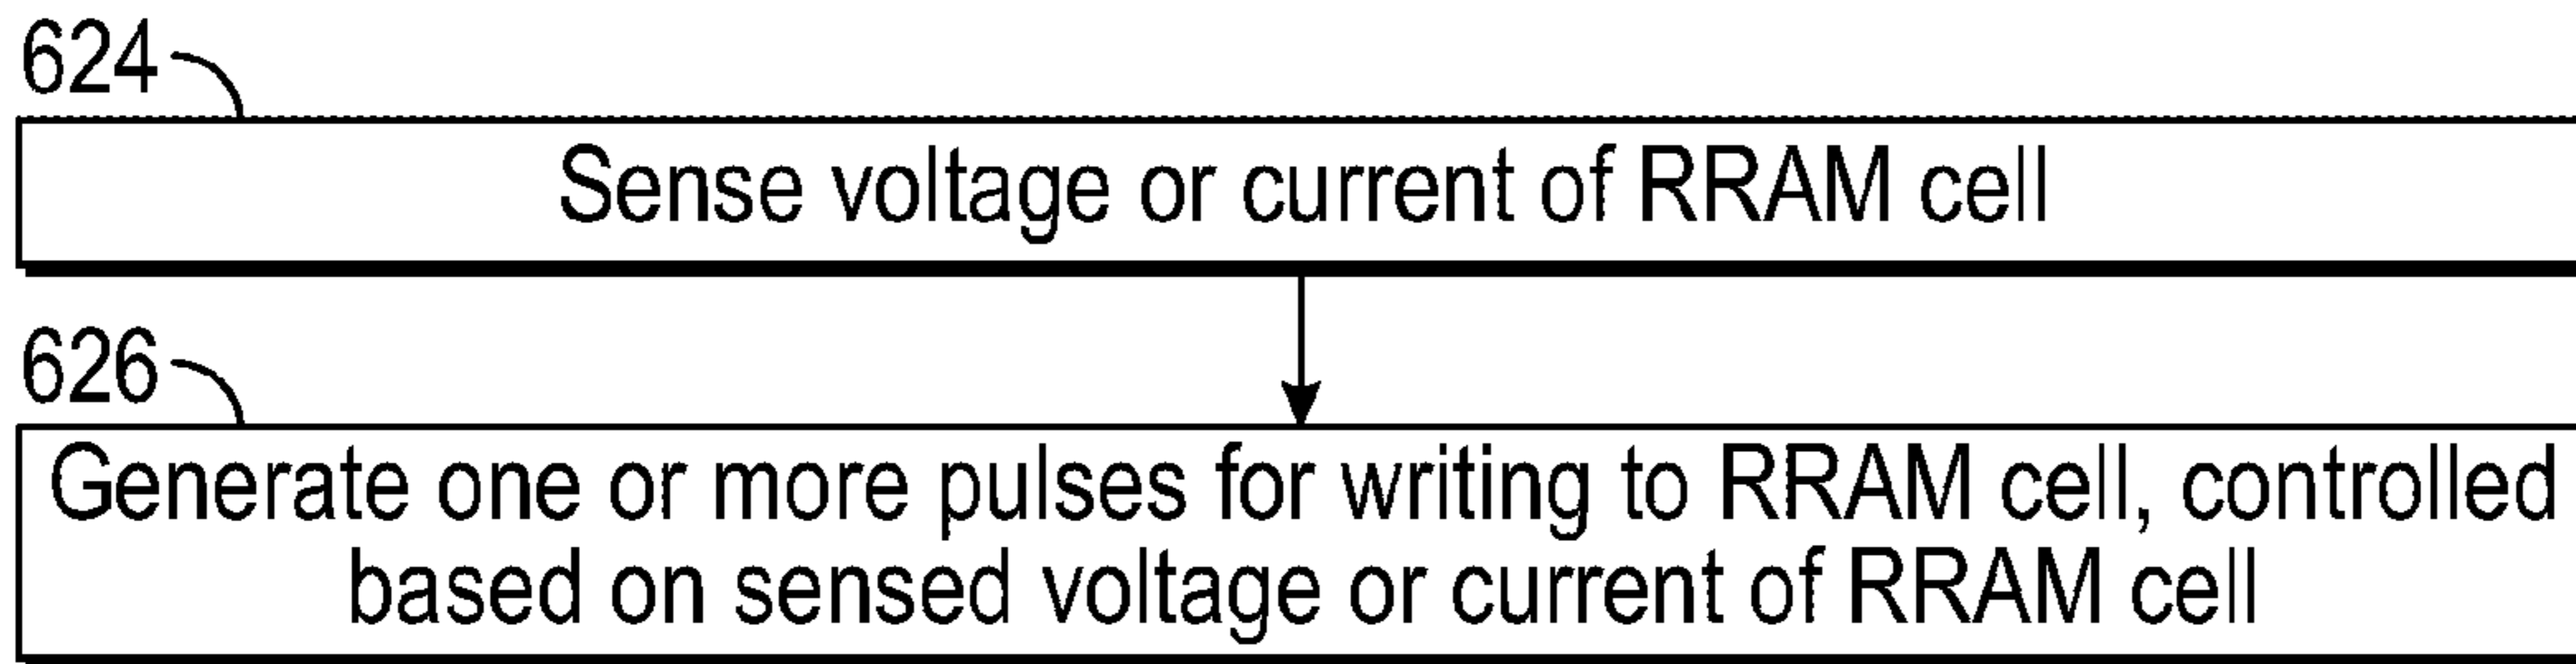 624
Sense voltage or current of RRAM cell
626
Generate one or more pulses for writing to RRAM cell, controlled
based on sensed voltage or current of RRAM cell